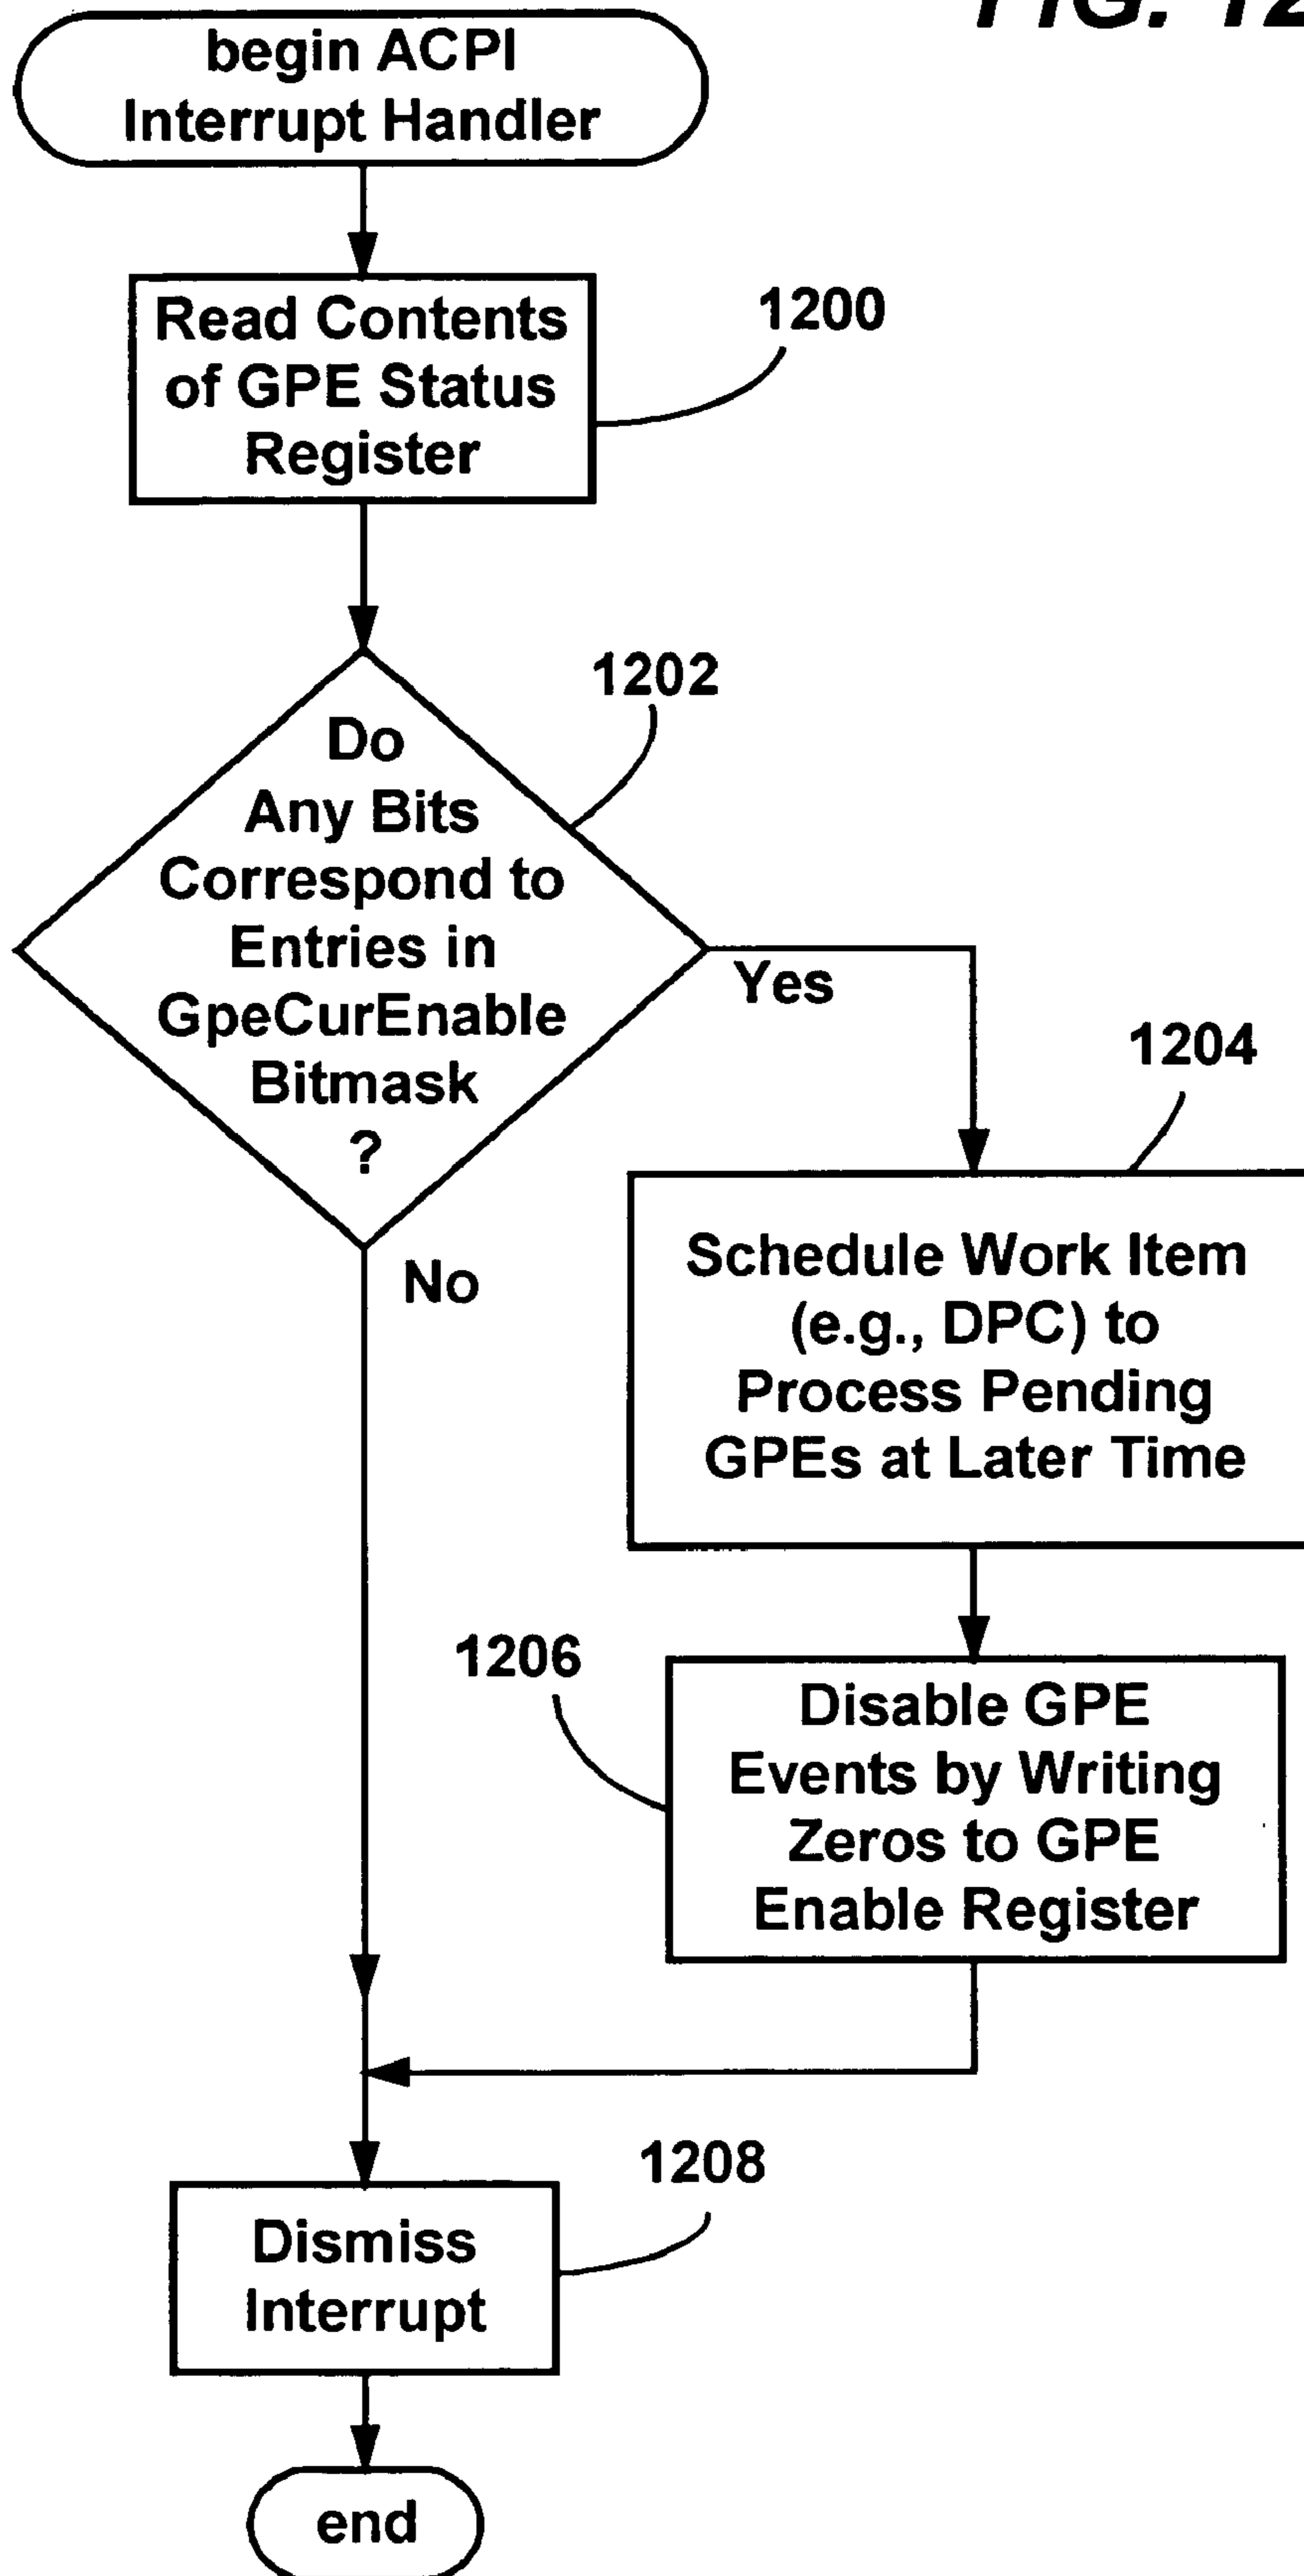 FIG. 12
begin ACPI
Interrupt Handler
Read Contents
of GPE Status
Register
1200
1202
Do
Any Bits
Correspond to
Entries in
GpeCurEnable
Bitmask
?
Yes
No
1204
Schedule Work Item
(e.g., DPC) to
Process Pending
GPEs at Later Time
1206
Disable GPE
Events by Writing
Zeros to GPE
Enable Register
1208
Dismiss
Interrupt
end